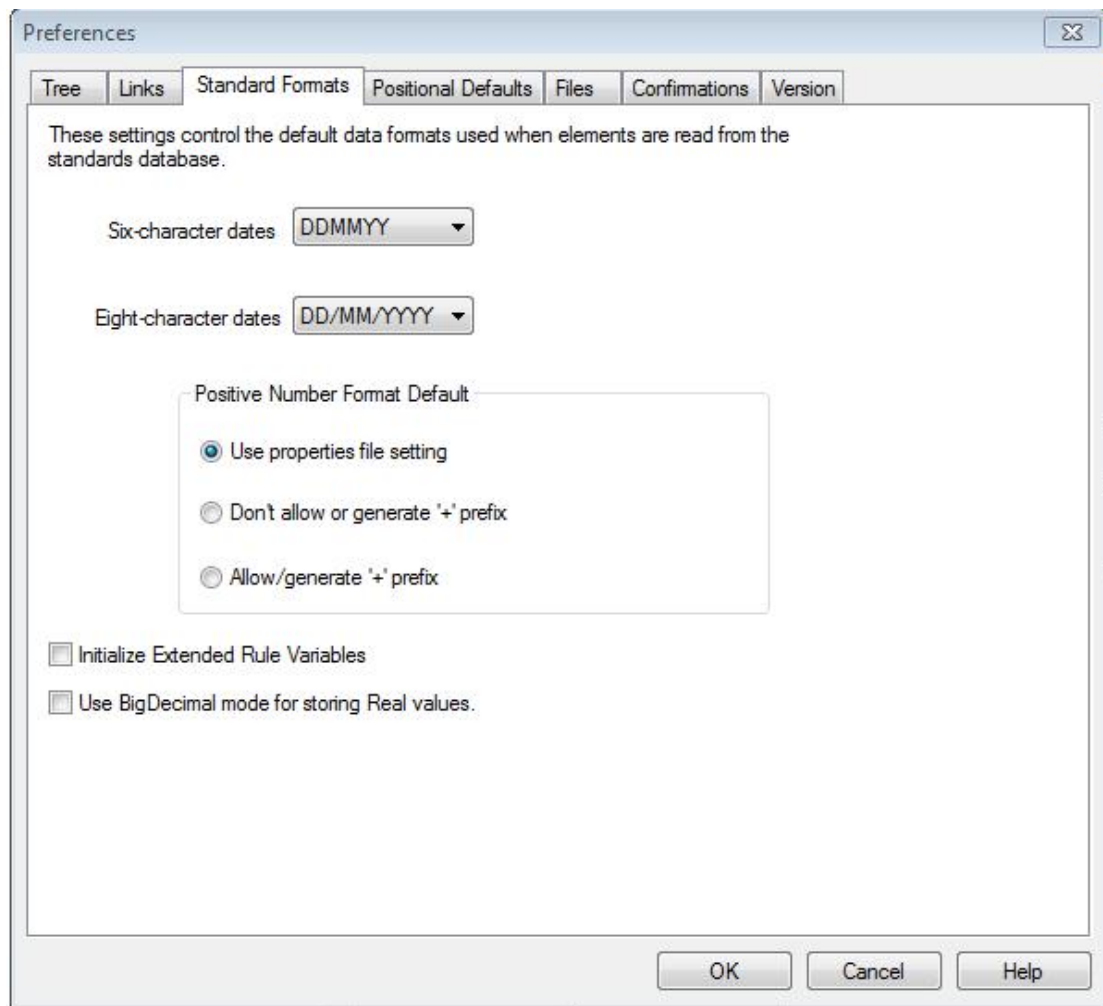 Preferences
Tree Links Standard Formats Positional Defaults Files Confirmations Version
These settings control the default data formats used when elements are read from the
standards database.
Six-character dates DDMMYY
Eight-character dates DD/MM/YYYY
Positive Number Format Default
Use properties file setting
Don't allow or generate '+' prefix
Allow/generate '+' prefix
Initialize Extended Rule Variables
Use BigDecimal mode for storing Real values.
OK Cancel Help